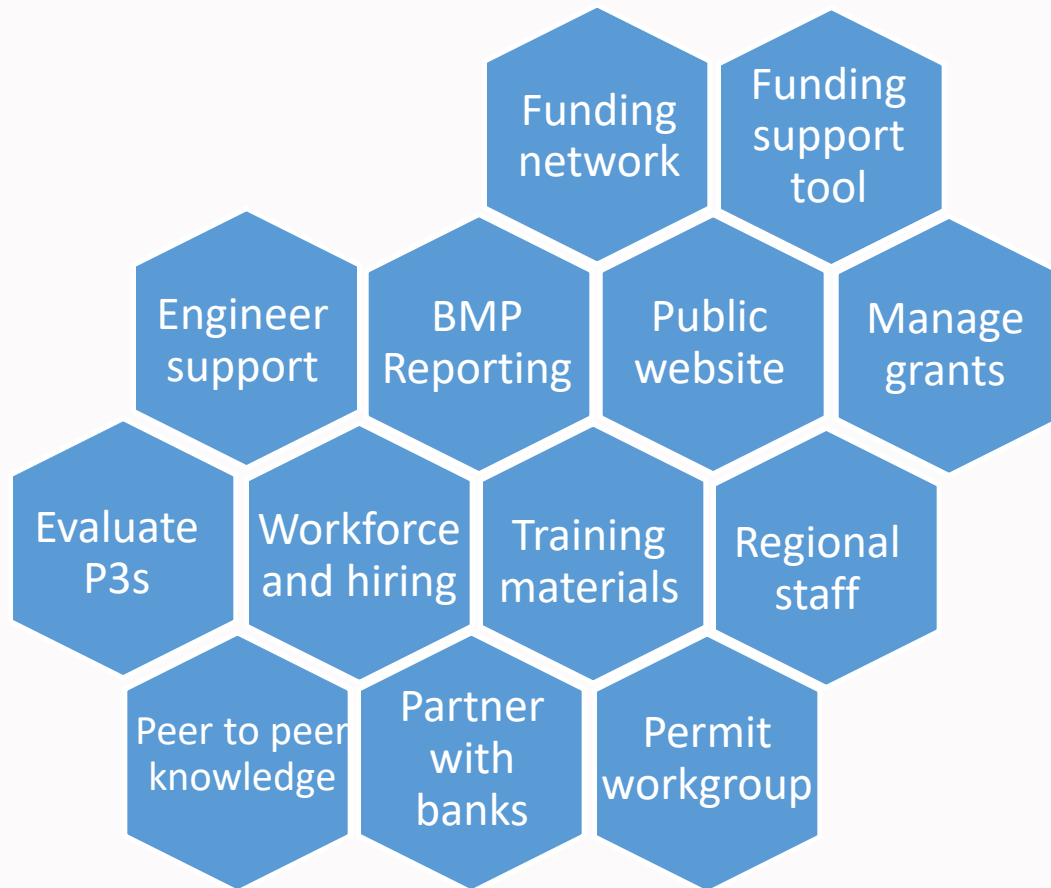 Funding
network
Funding
support
tool
Engineer
support
BMP
Reporting
Public
website
Manage
grants
Evaluate
P3s
Workforce
and hiring
Training
materials
Regional
staff
Peer to peer
knowledge
Partner
with
banks
Permit
workgroup